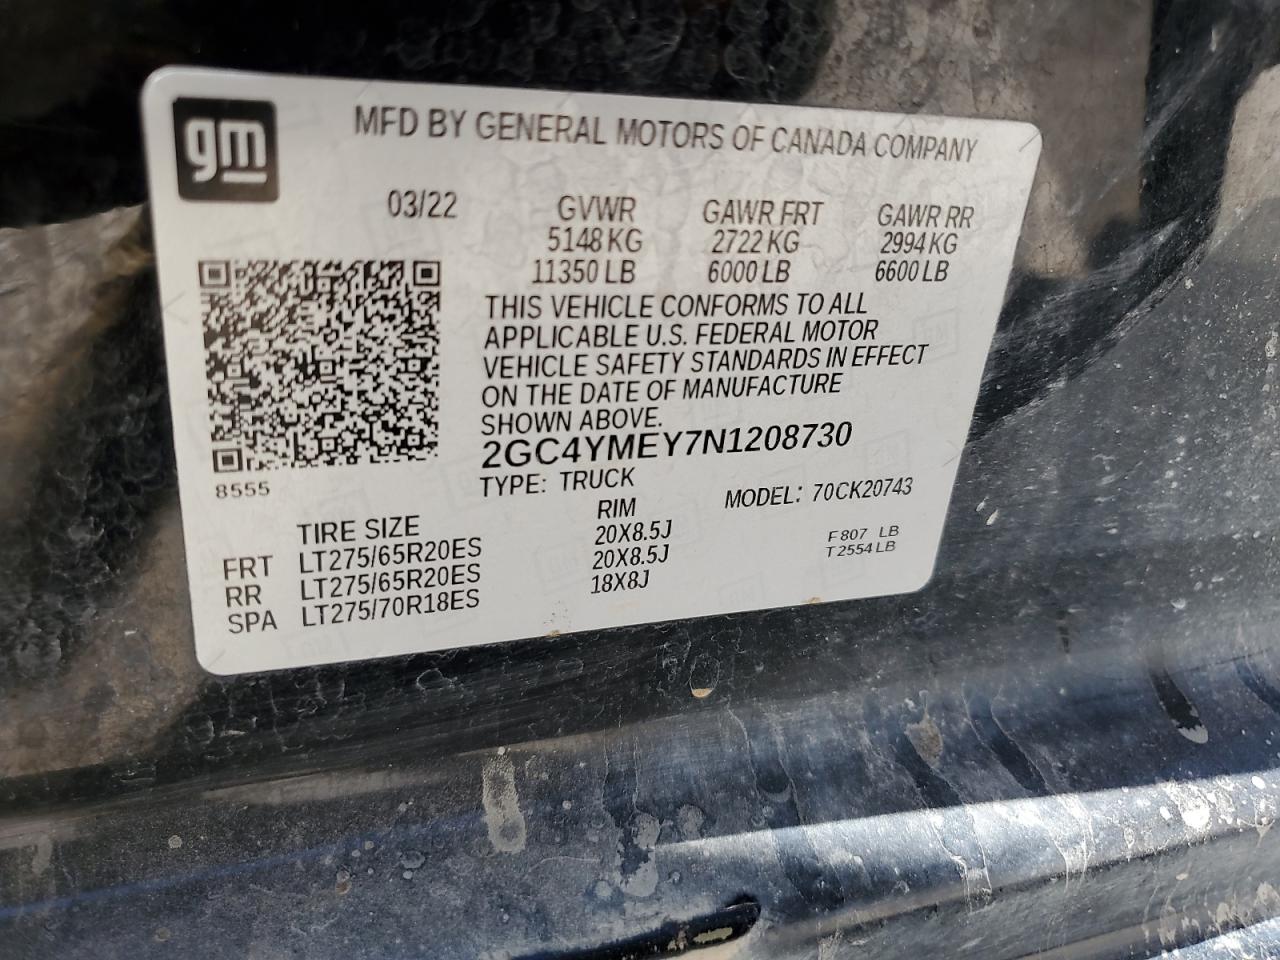 gm
MFD BY GENERAL MOTORS OF CANADA COMPANY
03/22 GVWR GAWR FRT GAWR RR
5148 KG 2722 KG 2994 KG
11350 LB 6000 LB 6600 LB
THIS VEHICLE CONFORMS TO ALL
APPLICABLE U.S. FEDERAL MOTOR
VEHICLE SAFETY STANDARDS IN EFFECT
ON THE DATE OF MANUFACTURE
SHOWN ABOVE.
2GC4YMEY7N1208730
8555
TYPE: TRUCK MODEL: 70CK20743
TIRE SIZE RIM
FRT LT275/65R20ES 20X8.5J F 807 LB
RR LT275/65R20ES 20X8.5J T 2554 LB
SPA LT275/70R18ES 18X8J